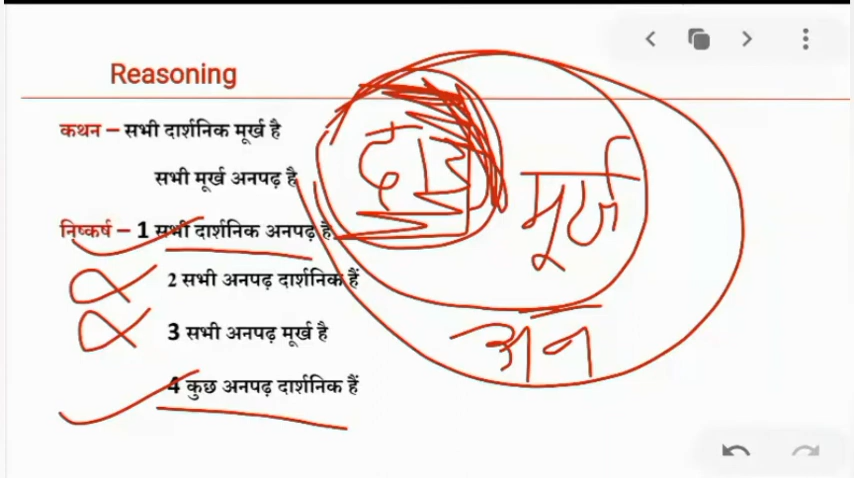 Reasoning
कथन – सभी दार्शनिक मूर्ख है
सभी मूर्ख अनपढ़ है
निष्कर्ष – 1 सभी दार्शनिक अनपढ़ है
2 सभी अनपढ़ दार्शनिक हैं
3 सभी अनपढ़ मूर्ख है
4 कुछ अनपढ़ दार्शनिक हैं
मूर्ख
अन